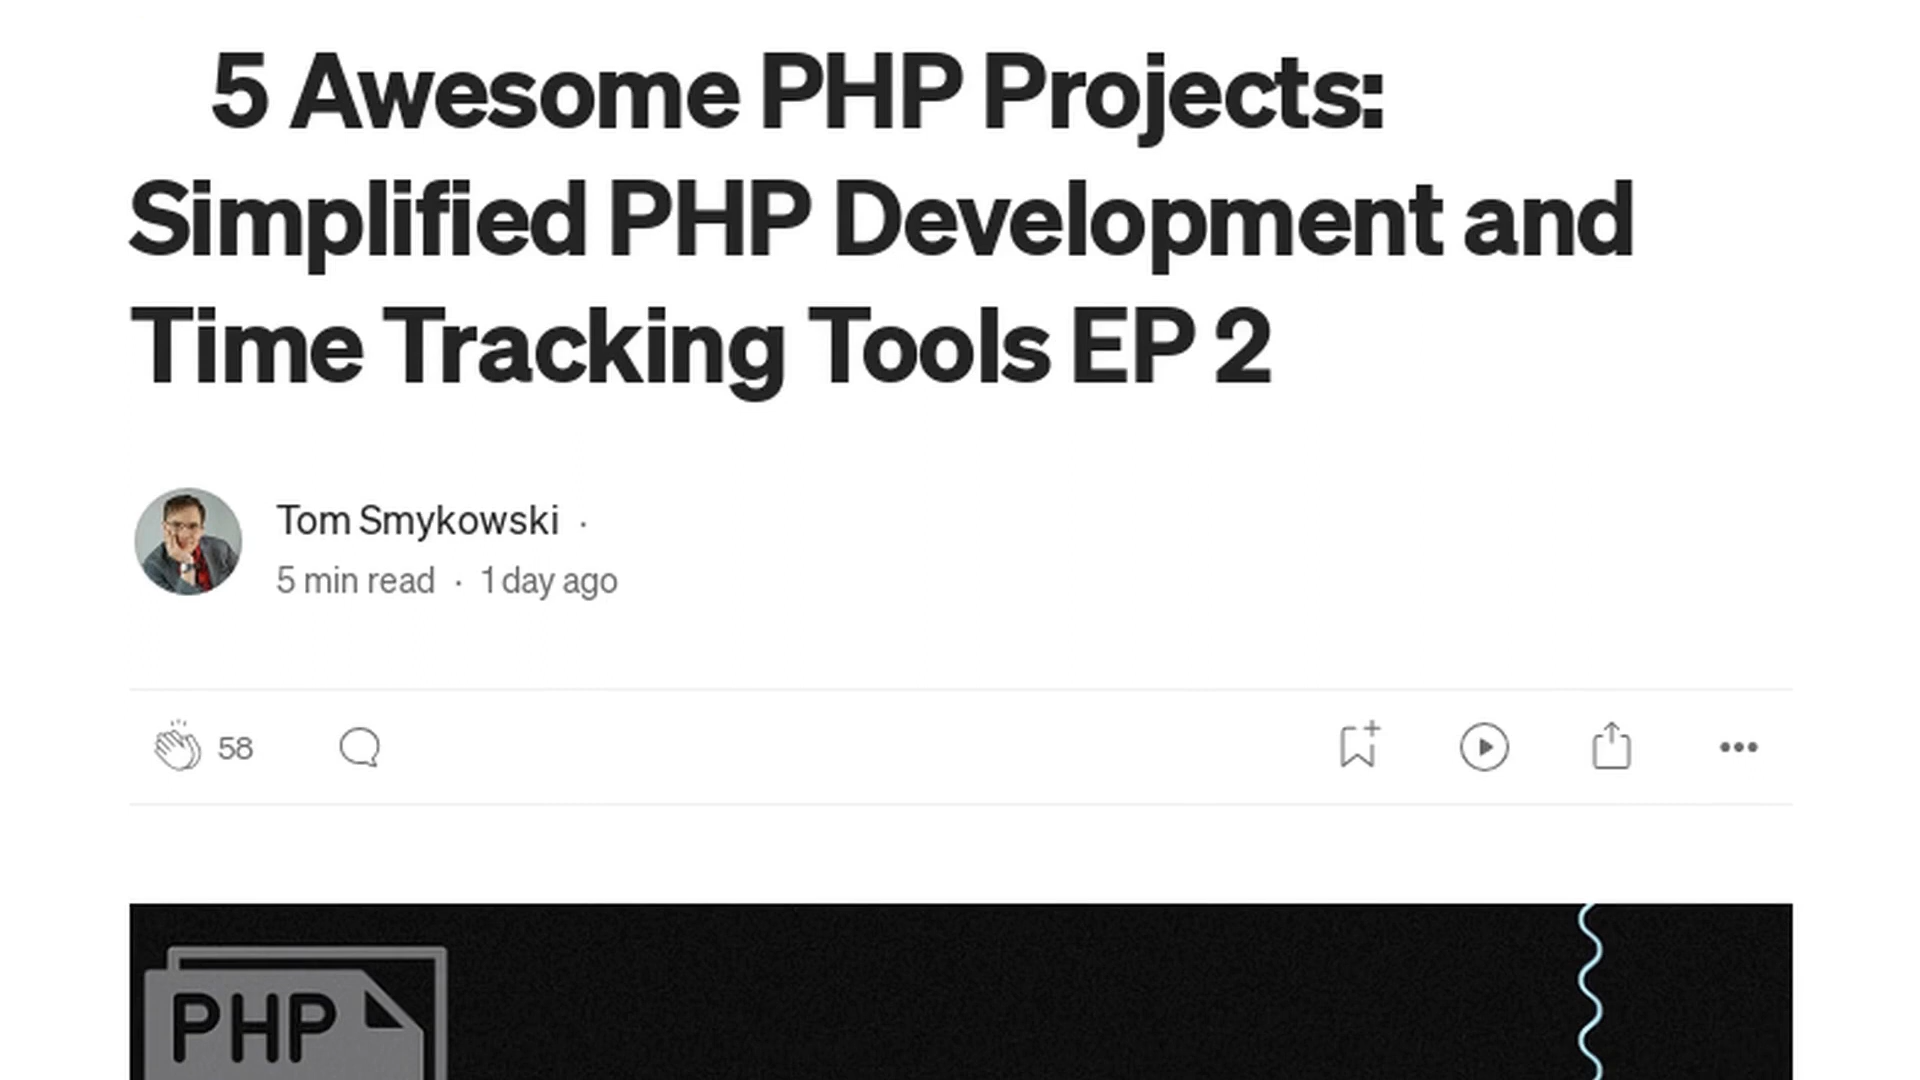 5 Awesome PHP Projects:
Simplified PHP Development and
Time Tracking Tools EP 2
Tom Smykowski ·
5 min read · 1 day ago
58
PHP